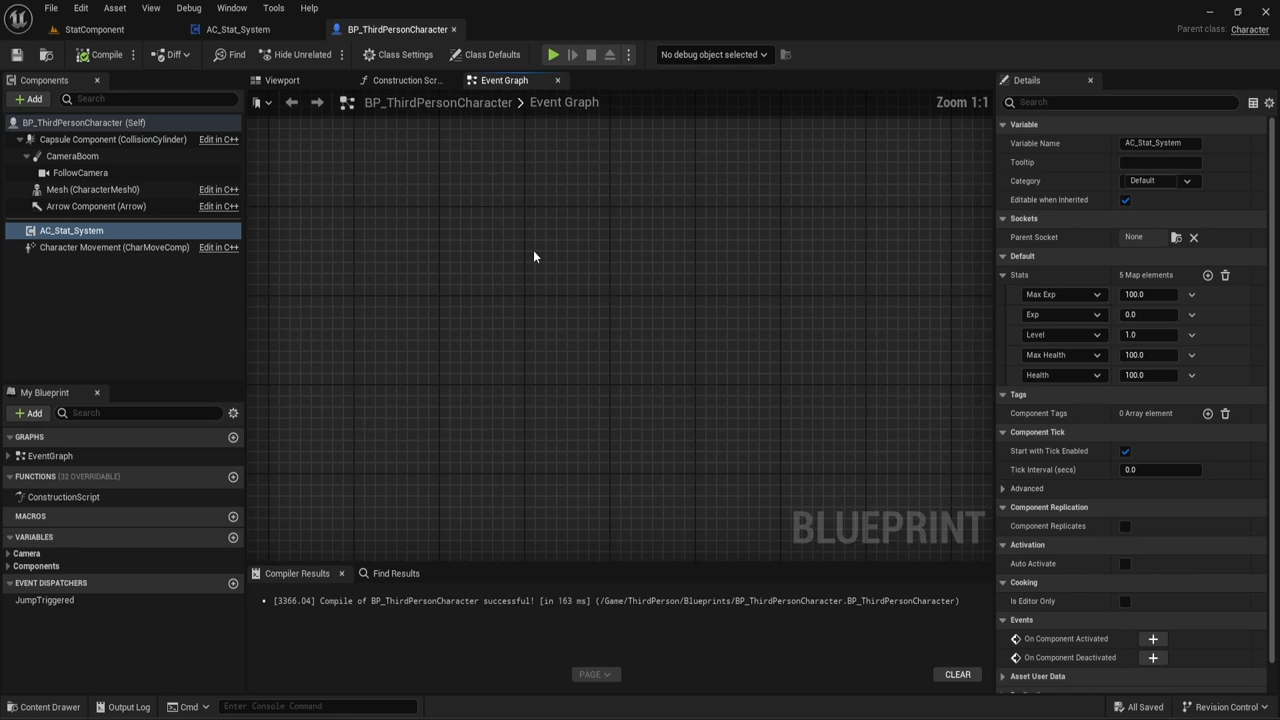 File Edit Asset View Debug Window Tools Help
StatComponent AC_Stat_System BP_ThirdPersonCharacter Parent class: Character
Compile Diff Find Hide Unrelated Class Settings Class Defaults No debug object selected
Components
Add Search
BP_ThirdPersonCharacter (Self)
Capsule Component (CollisionCylinder) Edit in C++
CameraBoom
FollowCamera
Mesh (CharacterMesh0) Edit in C++
Arrow Component (Arrow) Edit in C++
AC_Stat_System
Character Movement (CharMoveComp) Edit in C++
My Blueprint
Add Search
GRAPHS
EventGraph
FUNCTIONS (32 OVERRIDABLE)
ConstructionScript
MACROS
VARIABLES
Camera
Components
EVENT DISPATCHERS
JumpTriggered
Viewport Construction Scr... Event Graph
BP_ThirdPersonCharacter > Event Graph Zoom 1:1
BLUEPRINT
Compiler Results Find Results
[3366.04] Compile of BP_ThirdPersonCharacter successful! [in 163 ms] (/Game/ThirdPerson/Blueprints/BP_ThirdPersonCharacter.BP_ThirdPersonCharacter)
PAGE CLEAR
Details
Search
Variable
Variable Name AC_Stat_System
Tooltip
Category Default
Editable when Inherited
Sockets
Parent Socket None
Default
Stats 5 Map elements
Max Exp 100.0
Exp 0.0
Level 1.0
Max Health 100.0
Health 100.0
Tags
Component Tags 0 Array element
Component Tick
Start with Tick Enabled
Tick Interval (secs) 0.0
Advanced
Component Replication
Component Replicates
Activation
Auto Activate
Cooking
Is Editor Only
Events
On Component Activated
On Component Deactivated
Asset User Data
Content Drawer Output Log Cmd Enter Console Command All Saved Revision Control